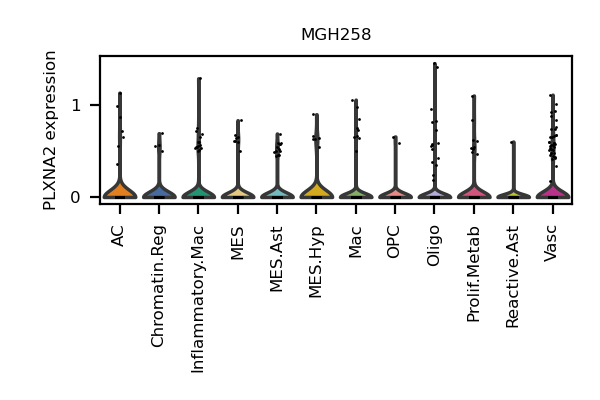 MGH258
PLXNA2 expression
1
0
AC
Chromatin.Reg
Inflammatory.Mac
MES
MES.Ast
MES.Hyp
Mac
OPC
Oligo
Prolif.Metab
Reactive.Ast
Vasc